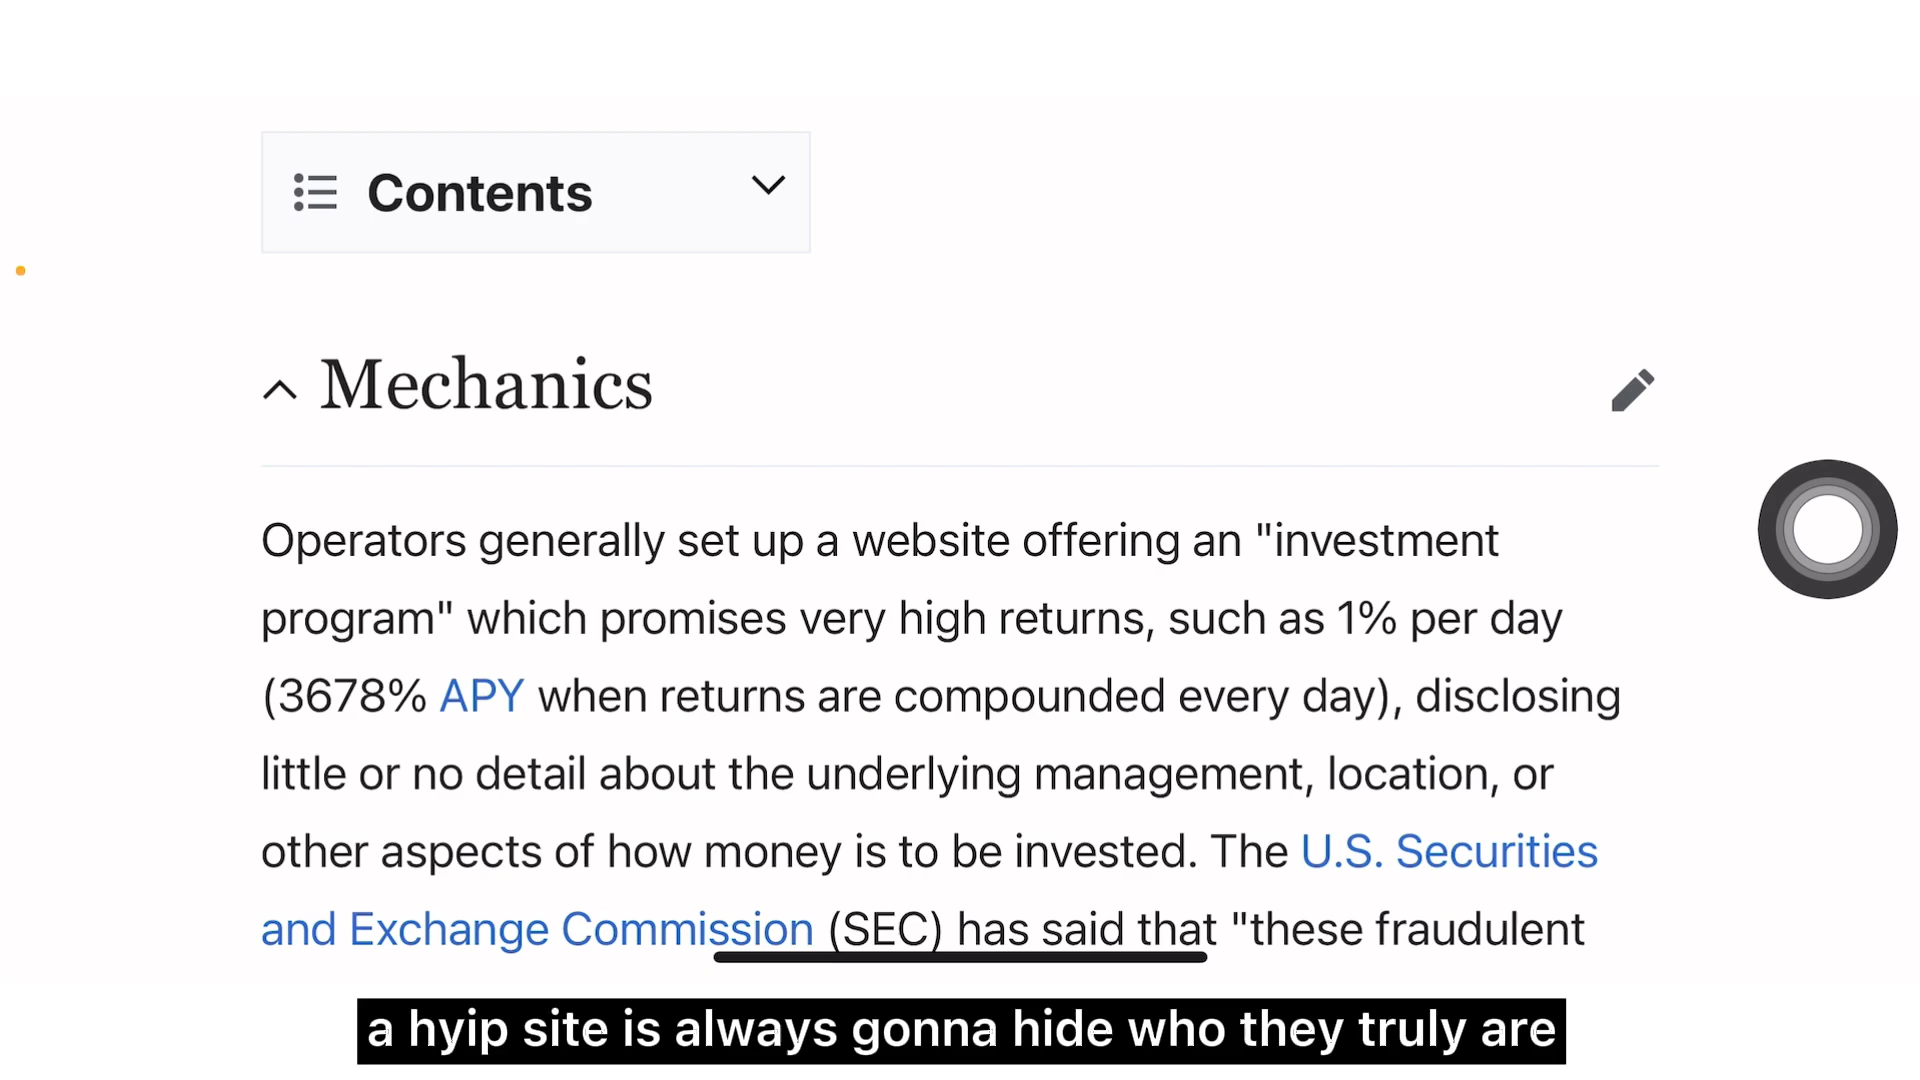 Contents
Mechanics
Operators generally set up a website offering an "investment
program" which promises very high returns, such as 1% per day
(3678% APY when returns are compounded every day), disclosing
little or no detail about the underlying management, location, or
other aspects of how money is to be invested. The U.S. Securities
and Exchange Commission (SEC) has said that "these fraudulent
a hyip site is always gonna hide who they truly are